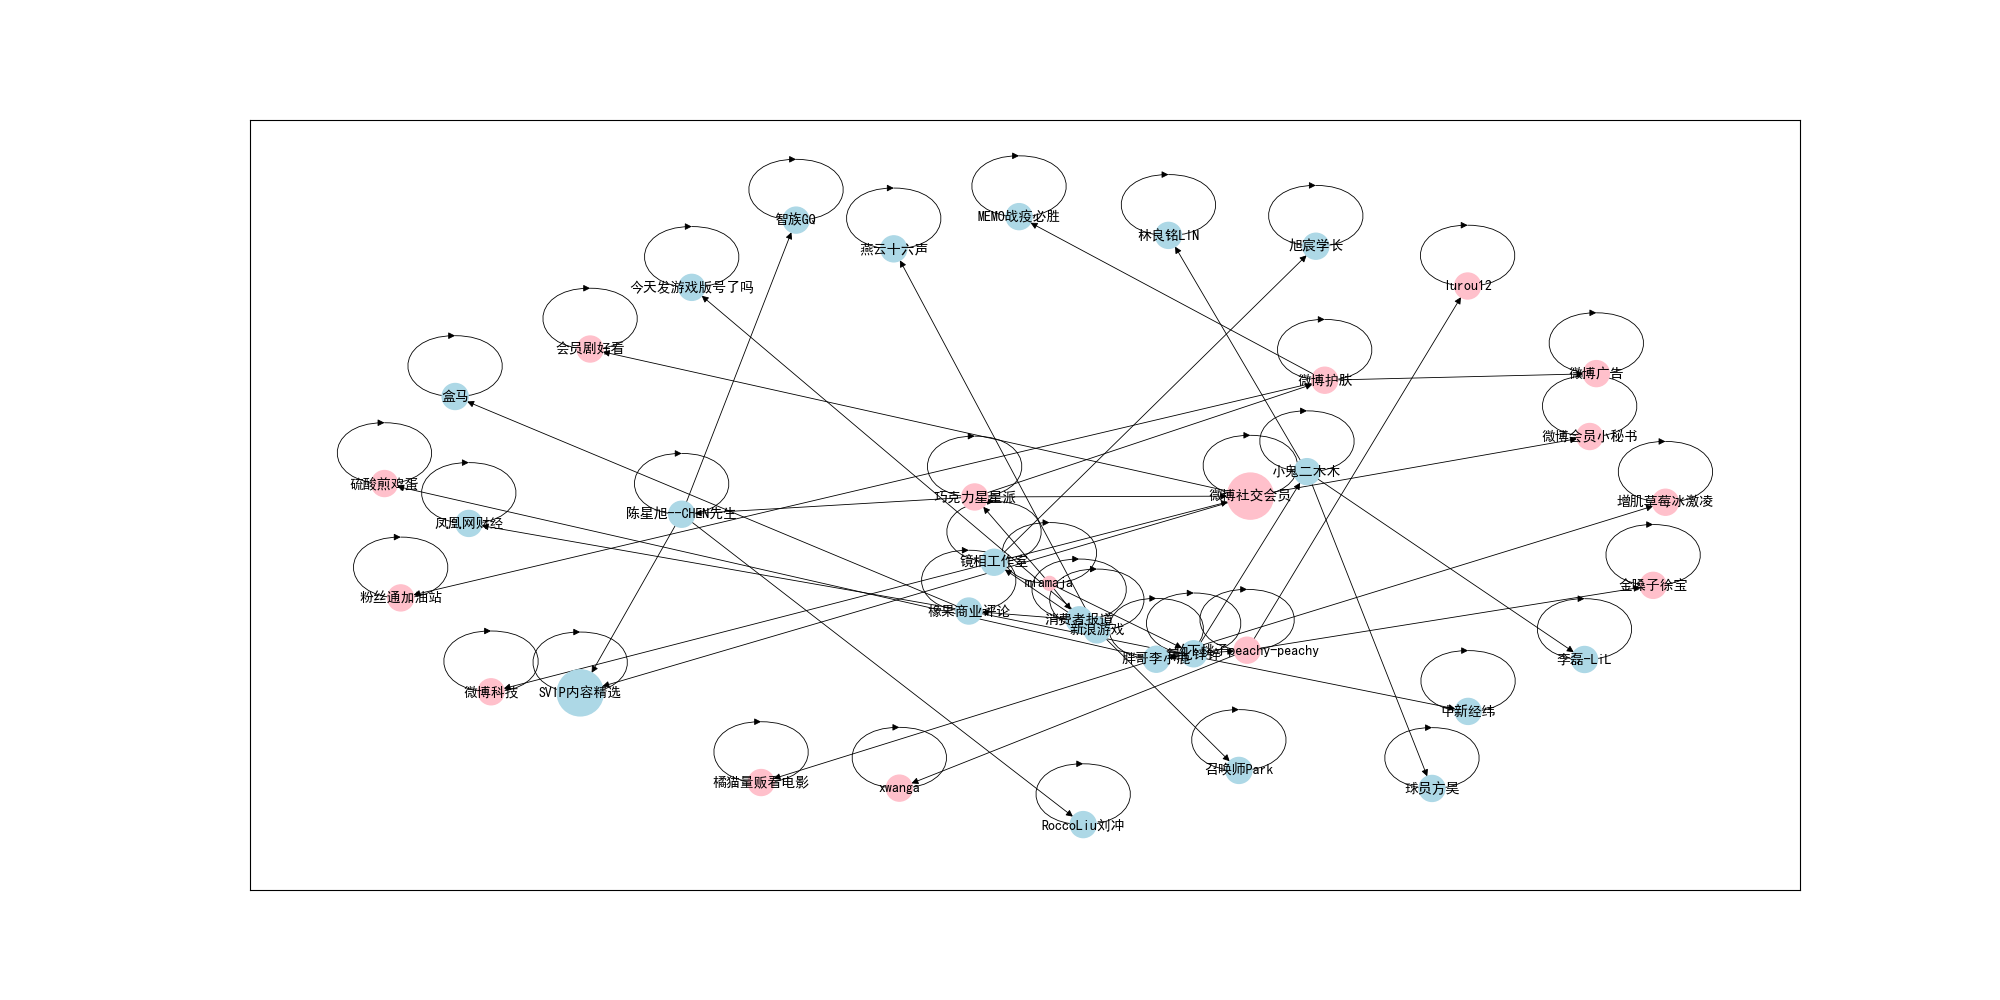 智族GQ
MEMO战疫必胜
林良铭LIN
旭宸学长
燕云十六声
今天发游戏版号了吗
lurou12
会员剧好看
微博护肤
微博广告
盒马
微博会员小秘书
小鬼二木木
硫酸煎鸡蛋
巧克力星星派
微博社交会员
增肌草莓冰激凌
陈星旭--CHEN先生
凤凰网财经
镜相工作室
金嗓子徐宝
粉丝通加油站
橡果商业评论
消费者报道
新浪游戏
peachy-peachy
胖哥李小胞
李磊-LiL
微博科技
SVIP内容精选
中新经纬
召唤师Park
橘猫量贩看电影
xwanga
球员方昊
RoccoLiu刘冲